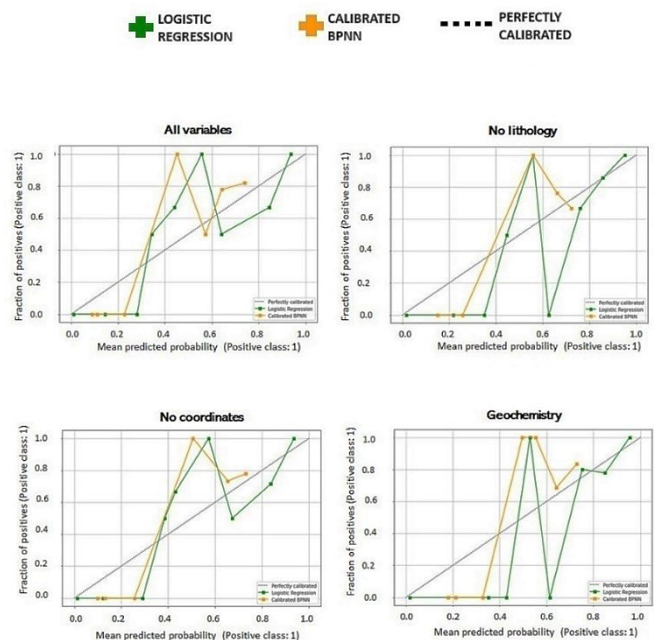 LOGISTIC
REGRESSION
CALIBRATED
BPNN
PERFECTLY
CALIBRATED
All variables
Fraction of positives (Positive class: 1)
1.0
0.8
0.6
0.4
0.2
0.0
0.0 0.2 0.4 0.6 0.8 1.0
Mean predicted probability (Positive class: 1)
Perfectly calibrated
Logistic Regression
Calibrated BPNN
No lithology
Fraction of positives (Positive class: 1)
1.0
0.8
0.6
0.4
0.2
0.0
0.0 0.2 0.4 0.6 0.8 1.0
Mean predicted probability (Positive class: 1)
Perfectly calibrated
Logistic Regression
Calibrated BPNN
No coordinates
Fraction of positives (Positive class: 1)
1.0
0.8
0.6
0.4
0.2
0.0
0.0 0.2 0.4 0.6 0.8 1.0
Mean predicted probability (Positive class: 1)
Perfectly calibrated
Logistic Regression
Calibrated BPNN
Geochemistry
Fraction of positives (Positive class: 1)
1.0
0.8
0.6
0.4
0.2
0.0
0.0 0.2 0.4 0.6 0.8 1.0
Mean predicted probability (Positive class: 1)
Perfectly calibrated
Logistic Regression
Calibrated BPNN